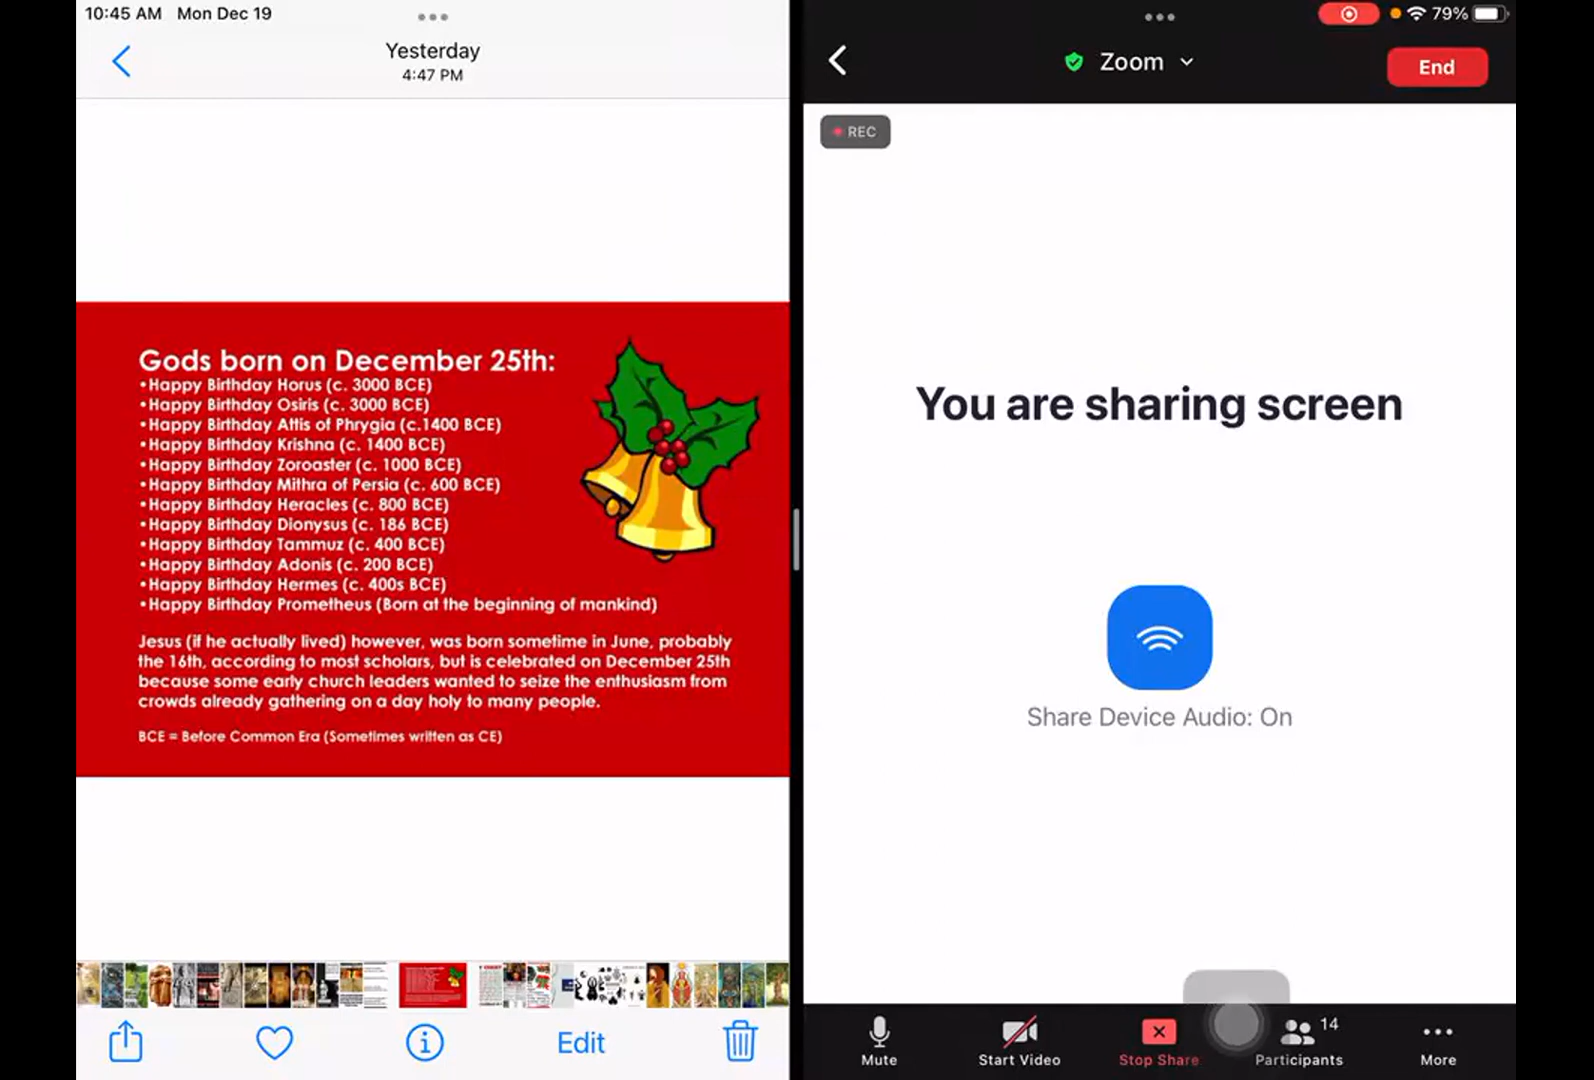 10:45 AM Mon Dec 19
Yesterday
4:47 PM
Gods born on December 25th:
•Happy Birthday Horus (c. 3000 BCE)
•Happy Birthday Osiris (c. 3000 BCE)
•Happy Birthday Attis of Phrygia (c.1400 BCE)
•Happy Birthday Krishna (c. 1400 BCE)
•Happy Birthday Zoroaster (c. 1000 BCE)
•Happy Birthday Mithra of Persia (c. 600 BCE)
•Happy Birthday Heracles (c. 800 BCE)
•Happy Birthday Dionysus (c. 186 BCE)
•Happy Birthday Tammuz (c. 400 BCE)
•Happy Birthday Adonis (c. 200 BCE)
•Happy Birthday Hermes (c. 400s BCE)
•Happy Birthday Prometheus (Born at the beginning of mankind)
Jesus (if he actually lived) however, was born sometime in June, probably
the 16th, according to most scholars, but is celebrated on December 25th
because some early church leaders wanted to seize the enthusiasm from
crowds already gathering on a day holy to many people.
BCE = Before Common Era (Sometimes written as CE)
Edit
79%
Zoom
End
REC
You are sharing screen
Share Device Audio: On
Mute
Start Video
Stop Share
14
Participants
More